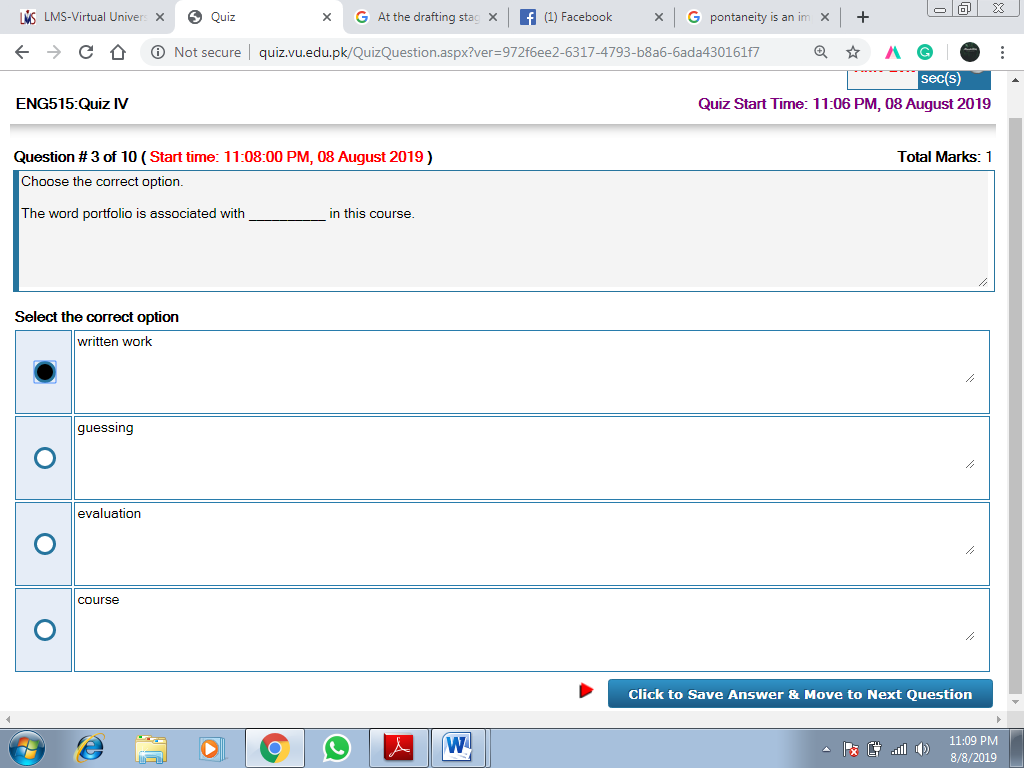 LMS-Virtual Univers
Quiz
At the drafting stag
(1) Facebook
pontaneity is an im
Not secure
quiz.vu.edu.pk/QuizQuestion.aspx?ver=972f6ee2-6317-4793-b8a6-6ada430161f7
sec(s)
ENG515:Quiz IV
Quiz Start Time: 11:06 PM, 08 August 2019
Question # 3 of 10 ( Start time: 11:08:00 PM, 08 August 2019 )
Total Marks: 1
Choose the correct option.
The word portfolio is associated with __________ in this course.
Select the correct option
written work
guessing
evaluation
course
Click to Save Answer & Move to Next Question
11:09 PM
8/8/2019